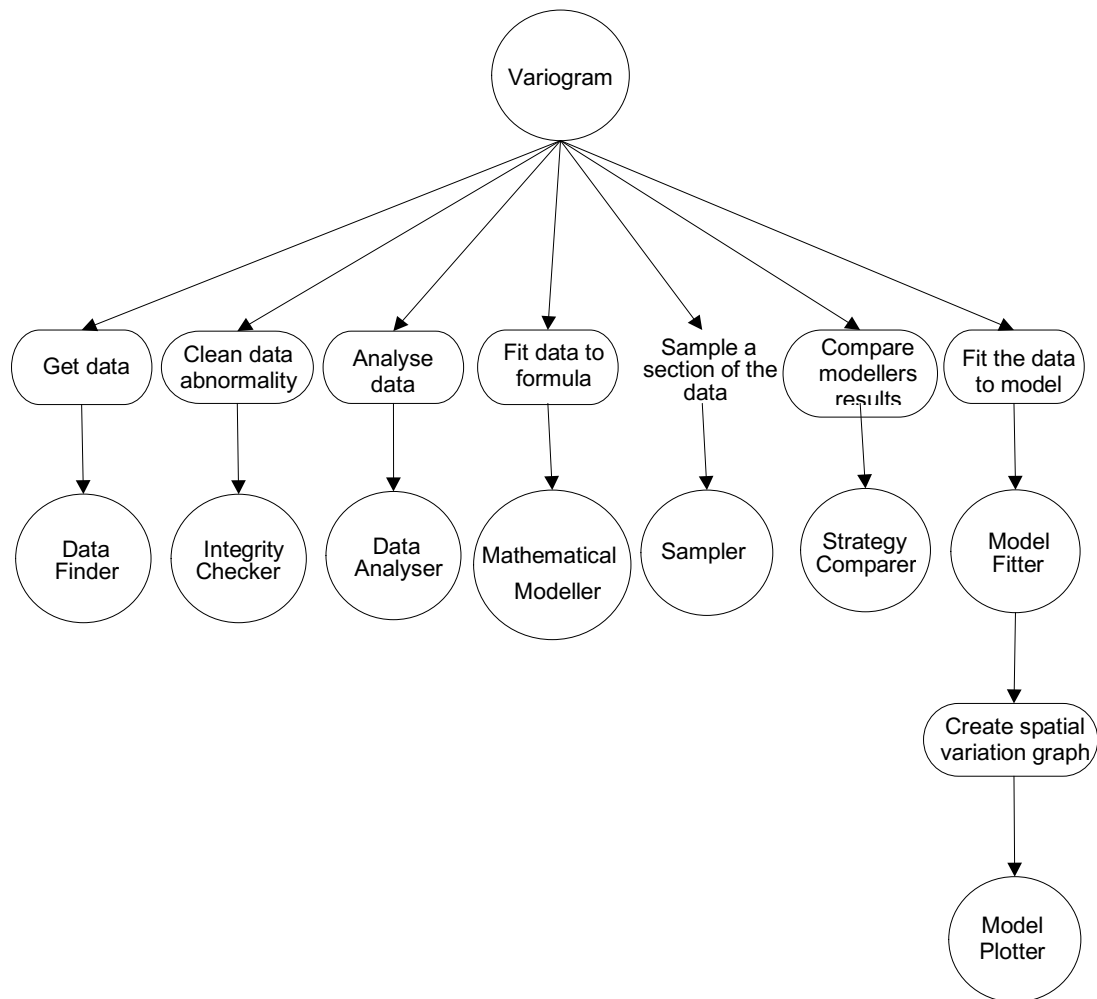 Variogram
Get data
Clean data
abnormality
Analyse
data
Fit data to
formula
Sample a
section of the
data
Compare
modellers
results
Fit the data
to model
Data
Finder
Integrity
Checker
Data
Analyser
Mathematical
Modeller
Sampler
Strategy
Comparer
Model
Fitter
Create spatial
variation graph
Model
Plotter